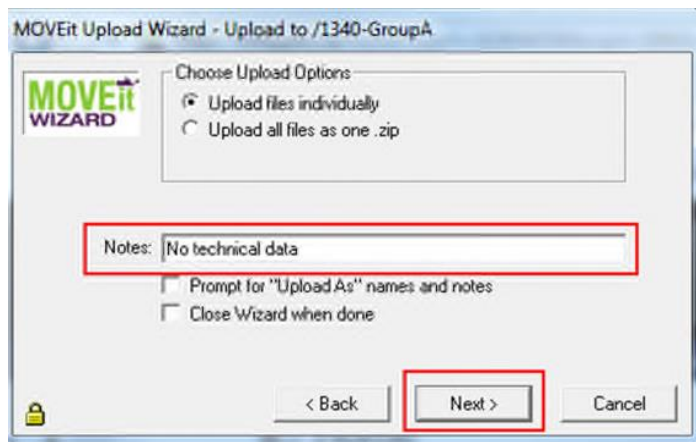 MOVEit Upload Wizard - Upload to /1340-GroupA
MOVEit
WIZARD
Choose Upload Options
Upload files individually
Upload all files as one .zip
Notes: No technical data
Prompt for "Upload As" names and notes
Close Wizard when done
< Back Next > Cancel